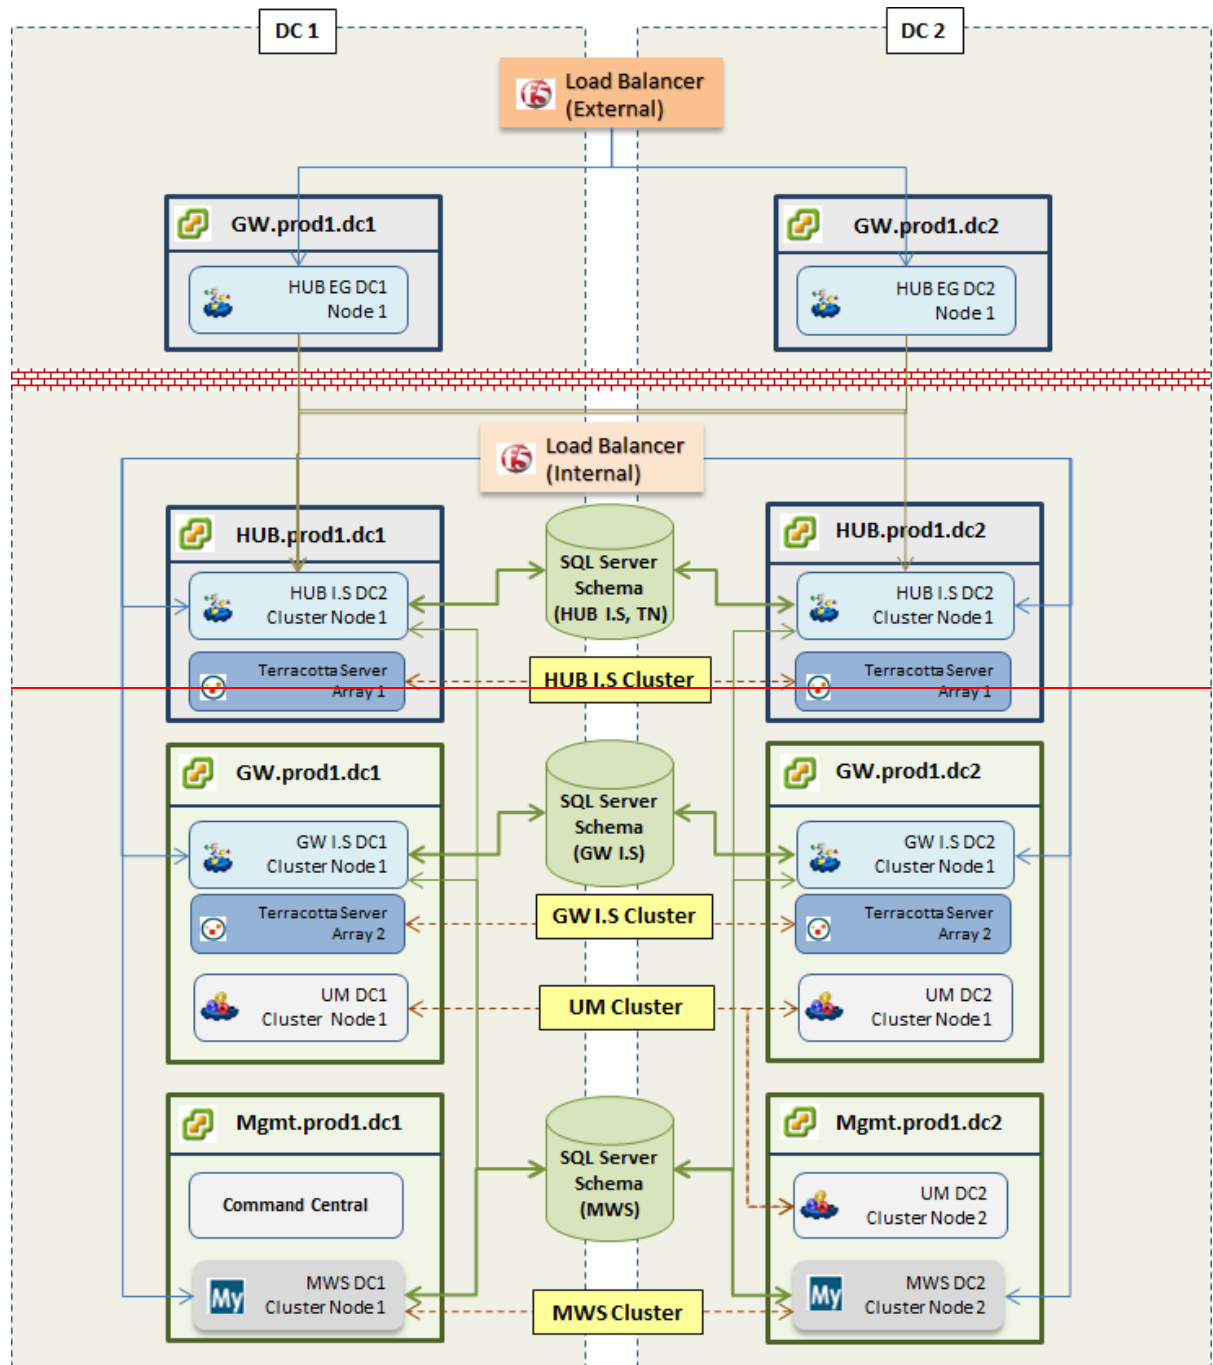 DC 1
DC 2
Load Balancer
(External)
GW.prod1.dc1
HUB EG DC1
Node 1
GW.prod1.dc2
HUB EG DC2
Node 1
Load Balancer
(Internal)
HUB.prod1.dc1
HUB I.S DC2
Cluster Node 1
Terracotta Server
Array 1
SQL Server
Schema
(HUB I.S, TN)
HUB I.S Cluster
HUB.prod1.dc2
HUB I.S DC2
Cluster Node 1
Terracotta Server
Array 1
GW.prod1.dc1
GW I.S DC1
Cluster Node 1
Terracotta Server
Array 2
UM DC1
Cluster Node 1
SQL Server
Schema
(GW I.S)
GW I.S Cluster
UM Cluster
GW.prod1.dc2
GW I.S DC2
Cluster Node 1
Terracotta Server
Array 2
UM DC2
Cluster Node 1
Mgmt.prod1.dc1
Command Central
My
MWS DC1
Cluster Node 1
SQL Server
Schema
(MWS)
MWS Cluster
Mgmt.prod1.dc2
UM DC2
Cluster Node 2
My
MWS DC2
Cluster Node 2